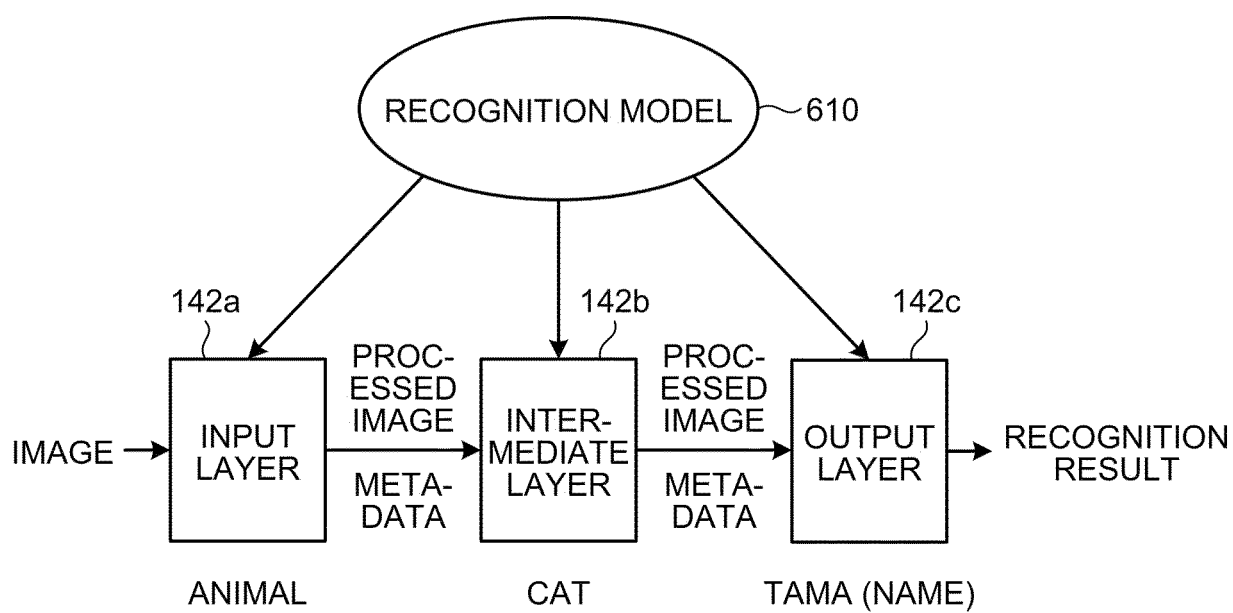 RECOGNITION MODEL
610
142a
142b
142c
IMAGE
INPUT
LAYER
PROC-
ESSED
IMAGE
META-
DATA
INTER-
MEDIATE
LAYER
PROC-
ESSED
IMAGE
META-
DATA
OUTPUT
LAYER
RECOGNITION
RESULT
ANIMAL
CAT
TAMA (NAME)